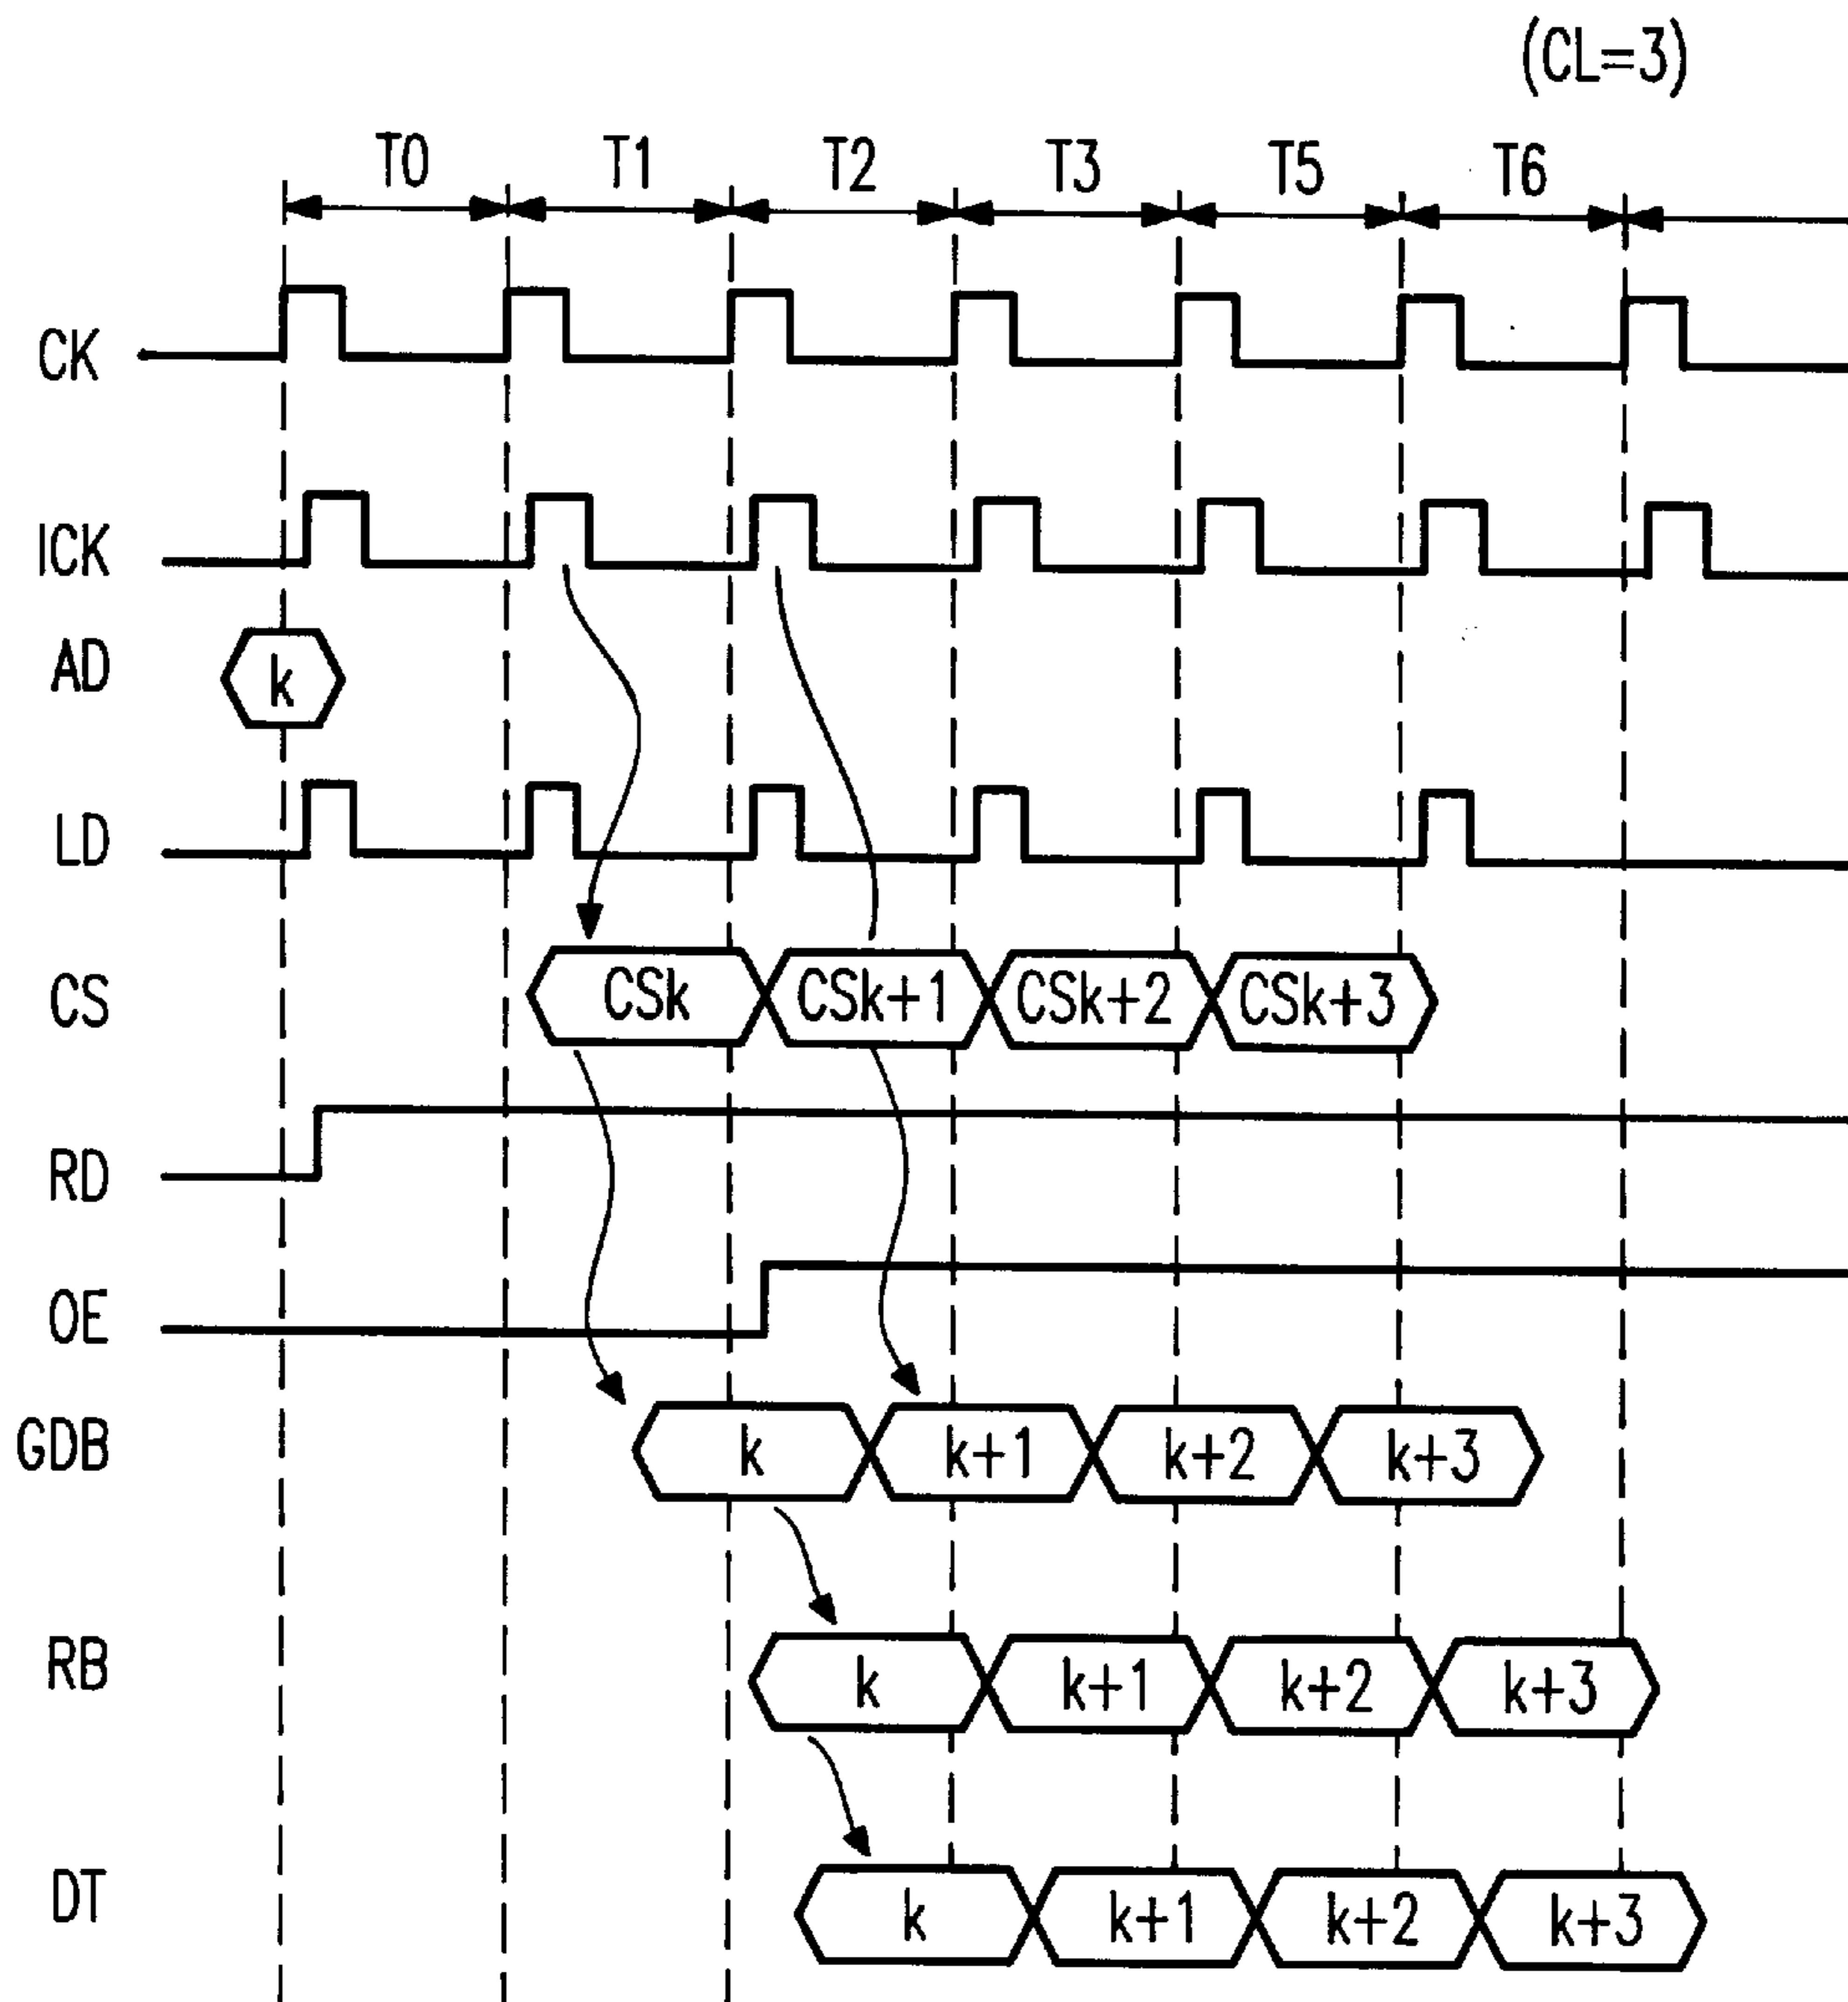 (CL=3)
T0 T1 T2 T3 T5 T6
CK
ICK
AD k
LD
CS CSk CSk+1 CSk+2 CSk+3
RD
OE
GDB k k+1 k+2 k+3
RB k k+1 k+2 k+3
DT k k+1 k+2 k+3